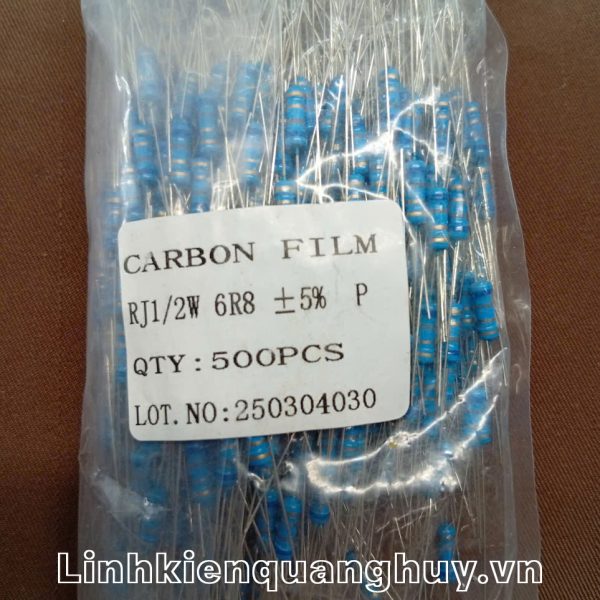 CARBON FILM
RJ1/2W 6R8 ±5% P
QTY:500PCS
LOT.NO:250304030
Linhkienquanghuy.vn